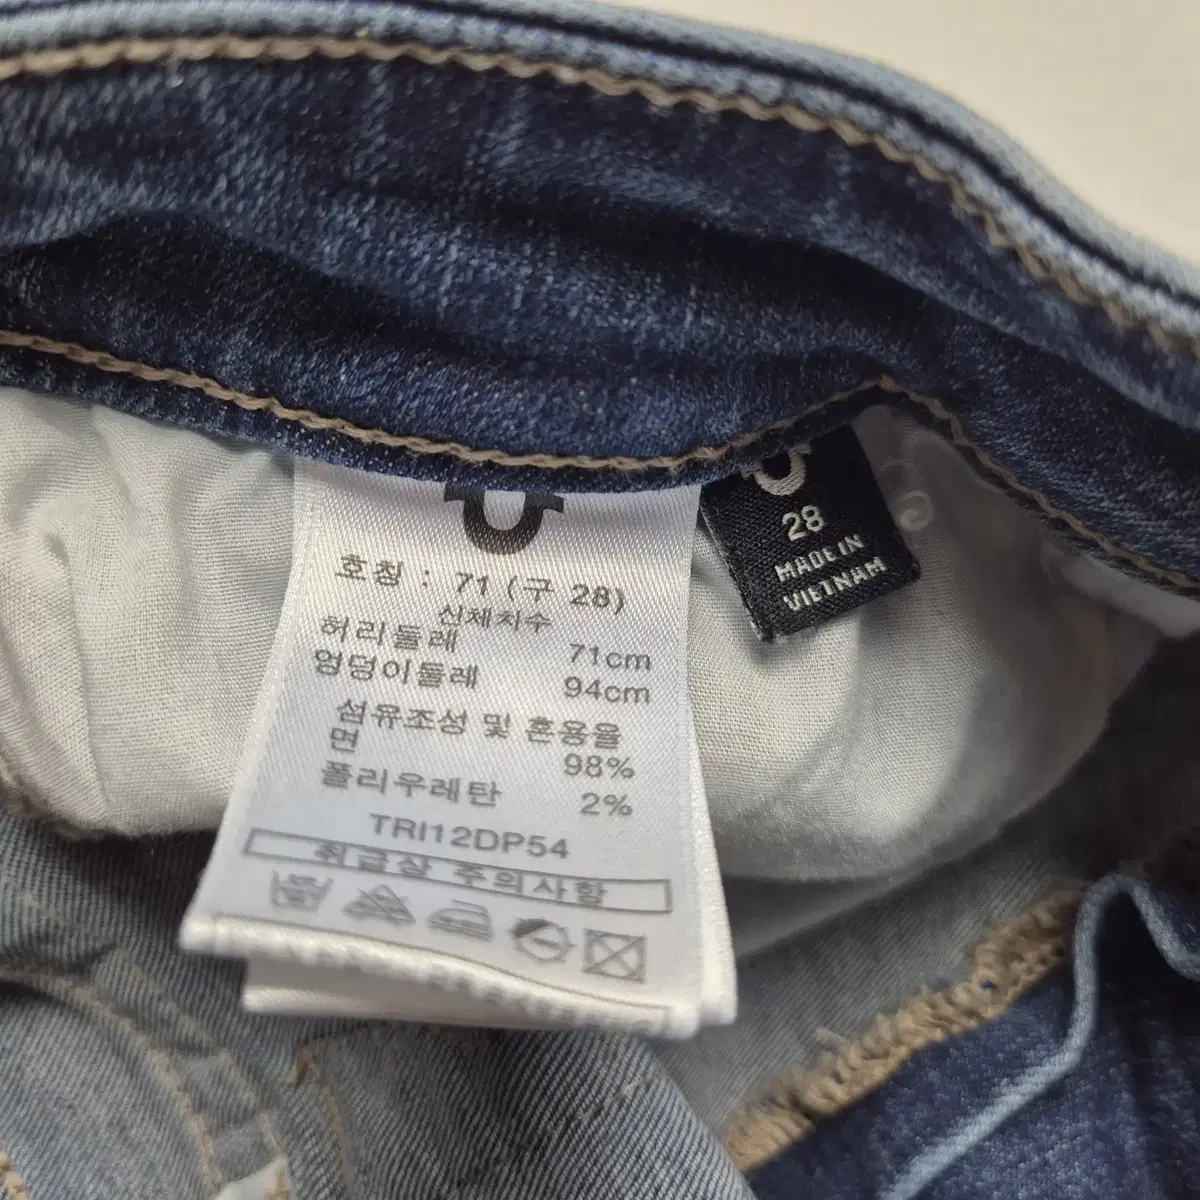 호칭 : 71 (구 28)
신체치수
허리둘레 71cm
엉덩이둘레 94cm
섬유조성 및 혼용율
면 98%
폴리우레탄 2%
TRI12DP54
취급상 주의사항
28
MADE IN
VIETNAM